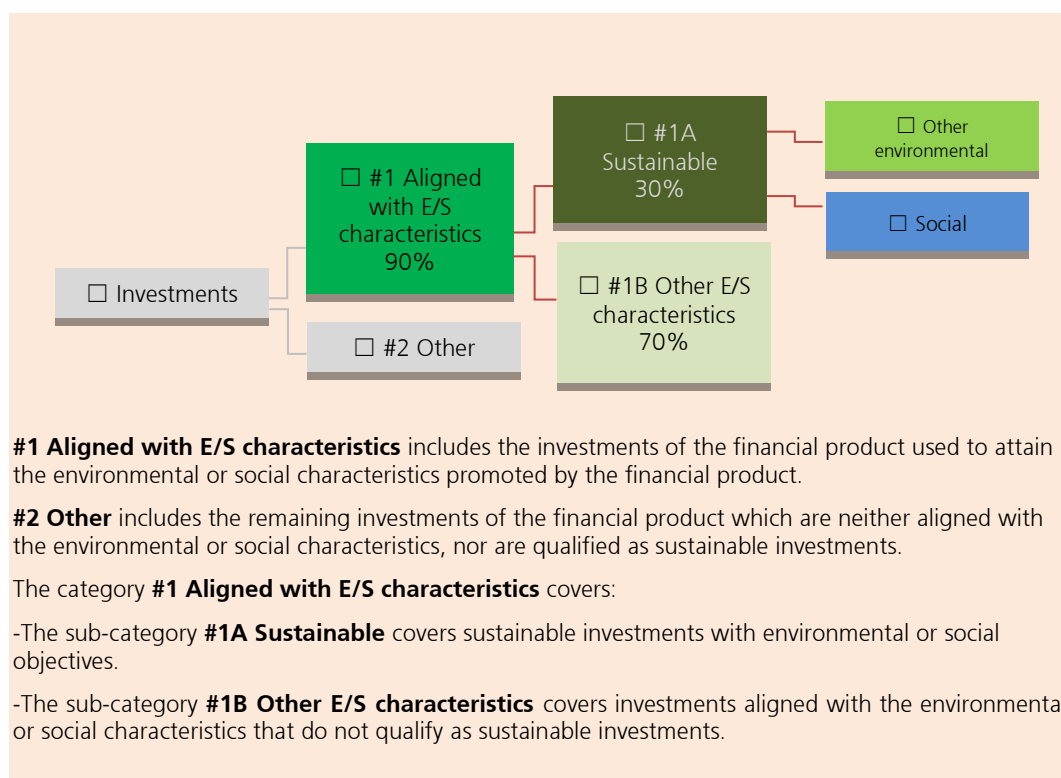 ☐ #1A
Sustainable
30%
☐ Other
environmental
☐ #1 Aligned
with E/S
characteristics
90%
☐ Social
☐ #1B Other E/S
characteristics
70%
☐ Investments
☐ #2 Other
#1 Aligned with E/S characteristics includes the investments of the financial product used to attain
the environmental or social characteristics promoted by the financial product.
#2 Other includes the remaining investments of the financial product which are neither aligned with
the environmental or social characteristics, nor are qualified as sustainable investments.
The category #1 Aligned with E/S characteristics covers:
-The sub-category #1A Sustainable covers sustainable investments with environmental or social
objectives.
-The sub-category #1B Other E/S characteristics covers investments aligned with the environmenta
or social characteristics that do not qualify as sustainable investments.